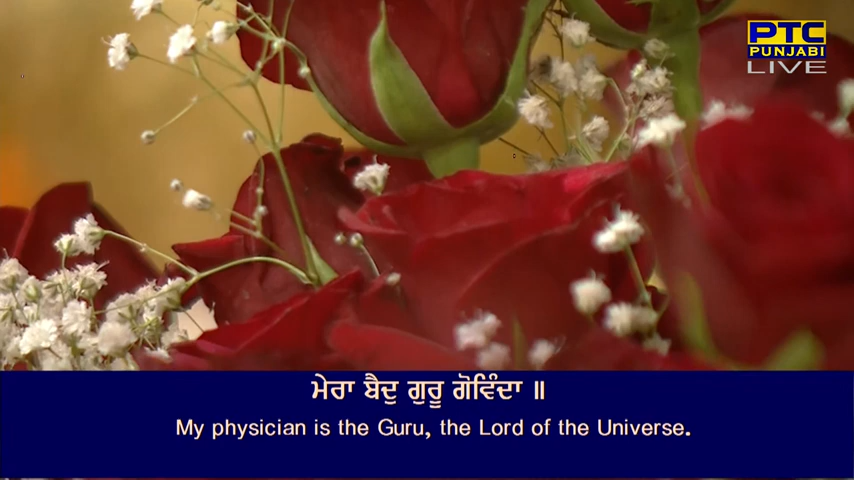 PTC
PUNJABI
LIVE
ਮੇਰਾ ਬੈਦੁ ਗੁਰੂ ਗੋਵਿੰਦਾ ॥
My physician is the Guru, the Lord of the Universe.